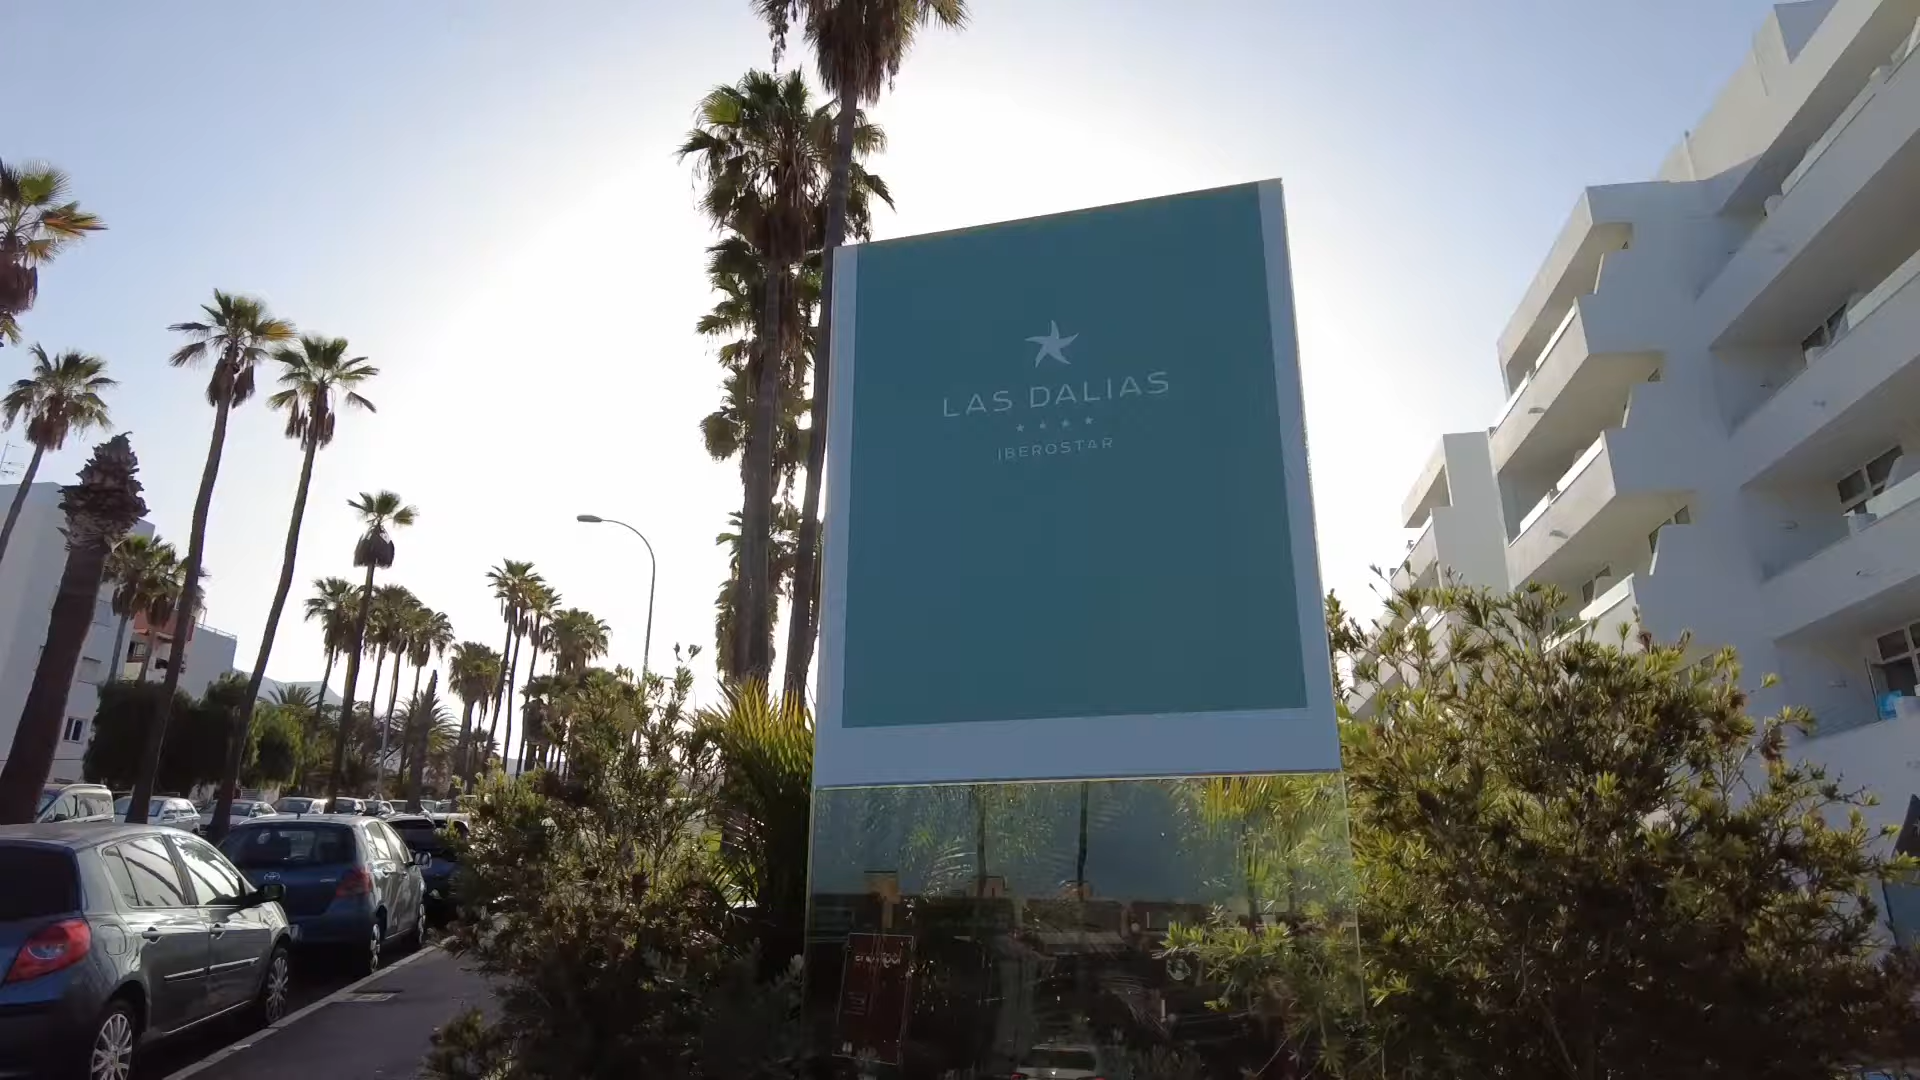 LAS DALIAS
★ ★ ★ ★
IBEROSTAR